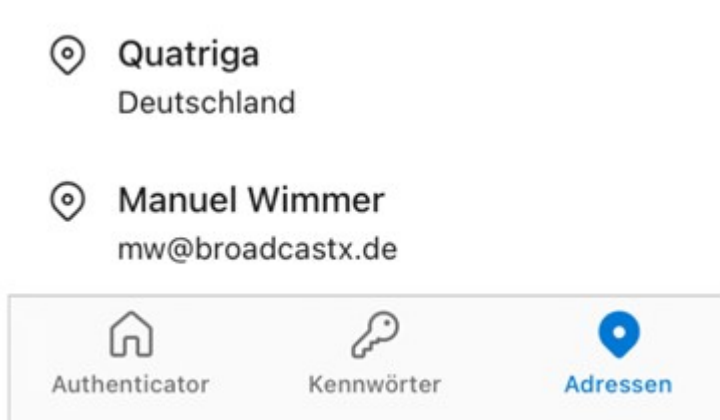 Quatriga
Deutschland
Manuel Wimmer
mw@broadcastx.de
Authenticator Kennwörter Adressen